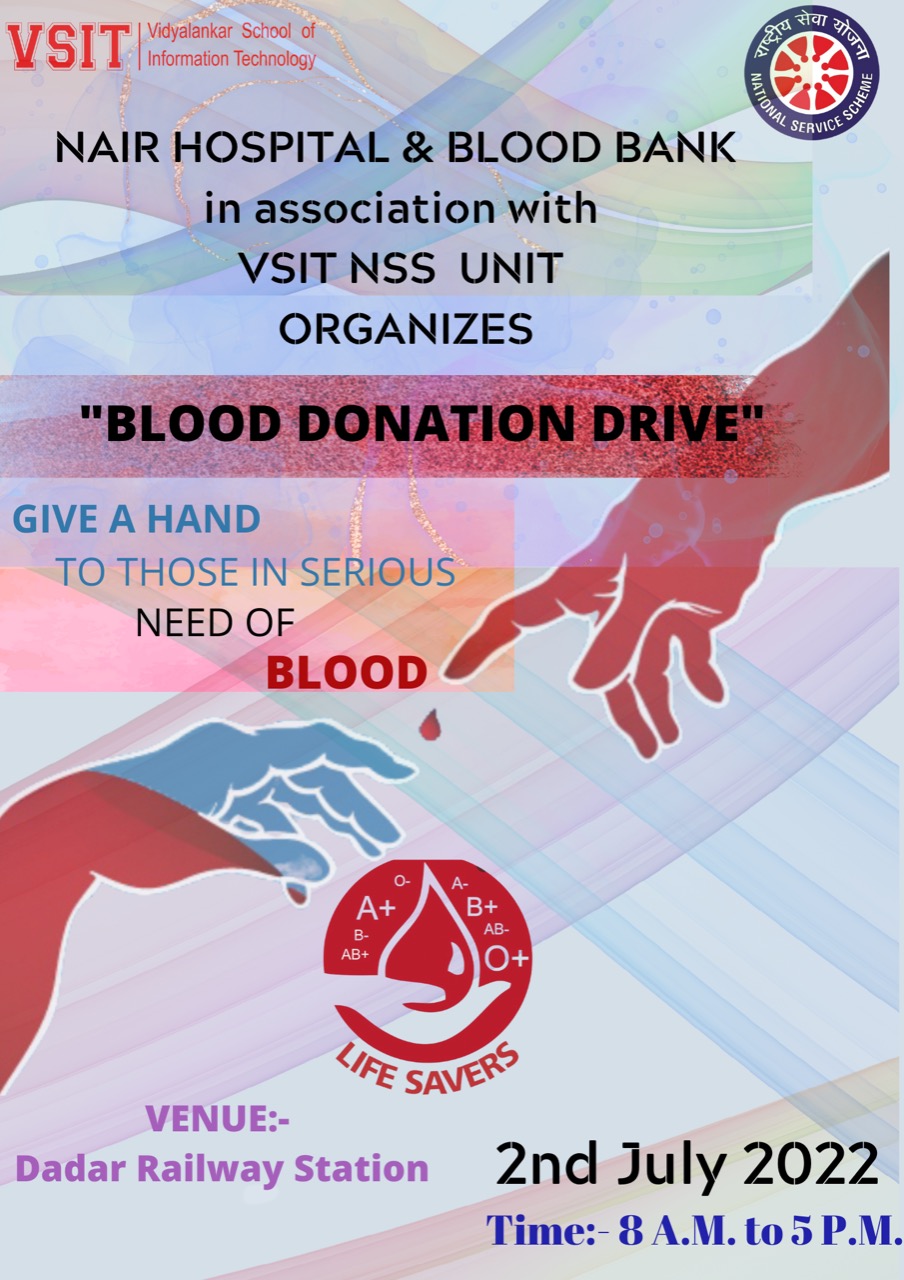 VSIT
Vidyalankar School of
Information Technology
राष्ट्रीय सेवा योजना
NATIONAL SERVICE SCHEME
NAIR HOSPITAL & BLOOD BANK
in association with
VSIT NSS UNIT
ORGANIZES
"BLOOD DONATION DRIVE"
GIVE A HAND
TO THOSE IN SERIOUS
NEED OF
BLOOD
O- A-
A+ B+
B- AB-
AB+ O+
LIFE SAVERS
VENUE:-
Dadar Railway Station
2nd July 2022
Time:- 8 A.M. to 5 P.M.